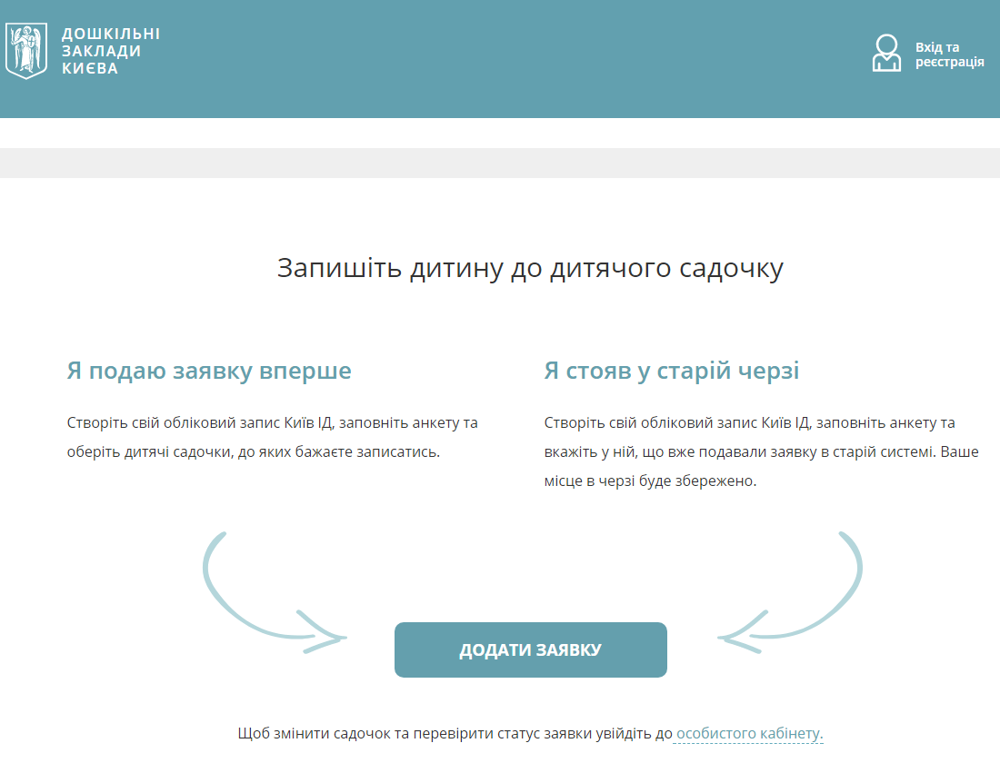 ДОШКІЛЬНІ
ЗАКЛАДИ
КИЄВА
Вхід та
реєстрація
Запишіть дитину до дитячого садочку
Я подаю заявку вперше
Створіть свій обліковий запис Київ ІД, заповніть анкету та
оберіть дитячі садочки, до яких бажаєте записатись.
Я стояв у старій черзі
Створіть свій обліковий запис Київ ІД, заповніть анкету та
вкажіть у ній, що вже подавали заявку в старій системі. Ваше
місце в черзі буде збережено.
ДОДАТИ ЗАЯВКУ
Щоб змінити садочок та перевірити статус заявки увійдіть до особистого кабінету.